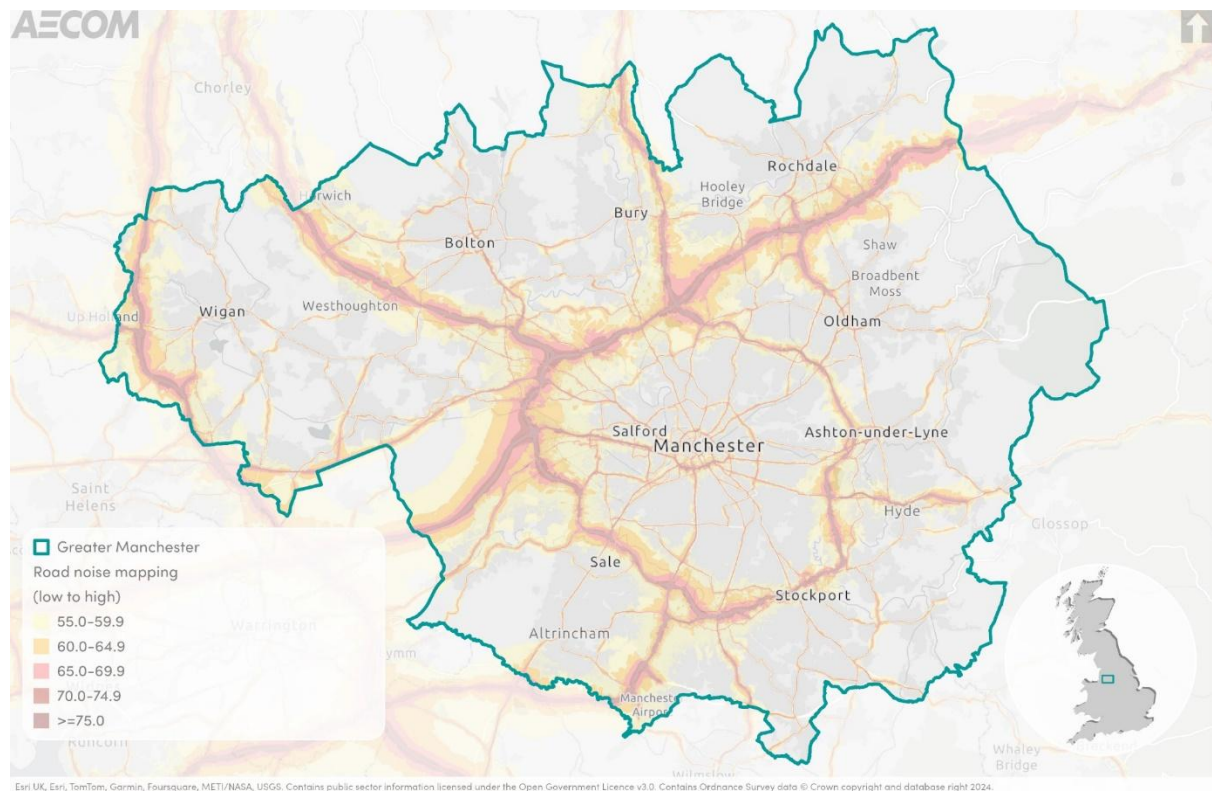 AECOM
Chorley
Rochdale
Horwich
Hooley
Bridge
Bury
Bolton
Shaw
Broadbent
Moss
Westhoughton
Wigan
Up Holland
Oldham
Salford
Manchester
Ashton-under-Lyne
Saint
Helens
Hyde
Glossop
Sale
Stockport
Altrincham
Warrington
Manchester
Airport
Runcorn
Whaley
Bridge
Wilmslow
Greater Manchester
Road noise mapping
(low to high)
55.0-59.9
60.0-64.9
65.0-69.9
70.0-74.9
>=75.0
Esri UK, Esri, TomTom, Garmin, Foursquare, METI/NASA, USGS. Contains public sector information licensed under the Open Government Licence v3.0. Contains Ordnance Survey data © Crown copyright and database right 2024.